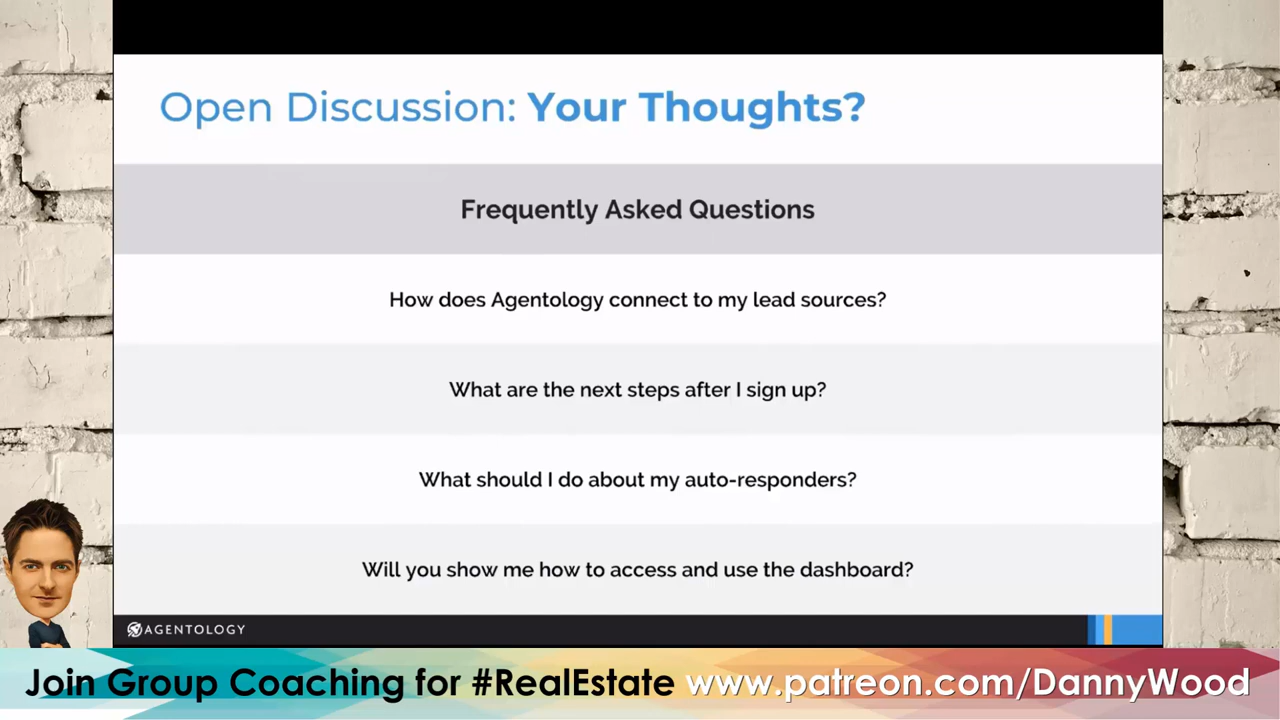 Open Discussion: Your Thoughts?
Frequently Asked Questions
How does Agentology connect to my lead sources?
What are the next steps after I sign up?
What should I do about my auto-responders?
Will you show me how to access and use the dashboard?
AGENTOLOGY
Join Group Coaching for #RealEstate www.patreon.com/DannyWood